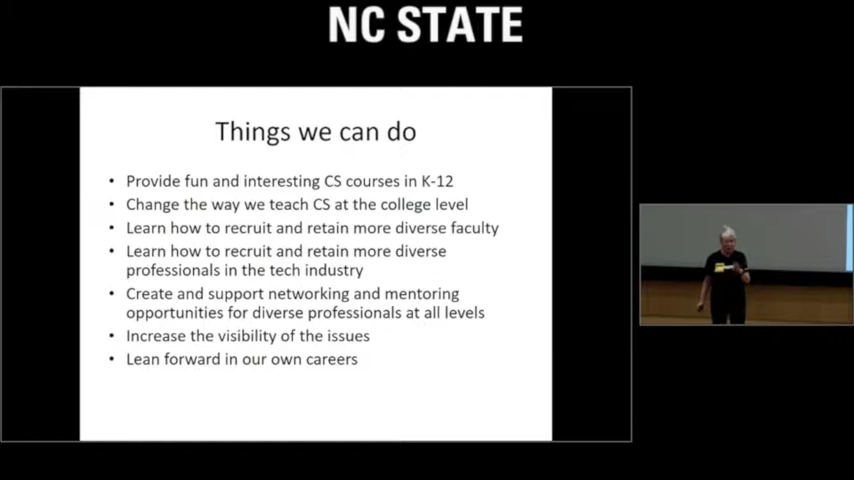 NC STATE
Things we can do
• Provide fun and interesting CS courses in K-12
• Change the way we teach CS at the college level
• Learn how to recruit and retain more diverse faculty
• Learn how to recruit and retain more diverse
professionals in the tech industry
• Create and support networking and mentoring
opportunities for diverse professionals at all levels
• Increase the visibility of the issues
• Lean forward in our own careers